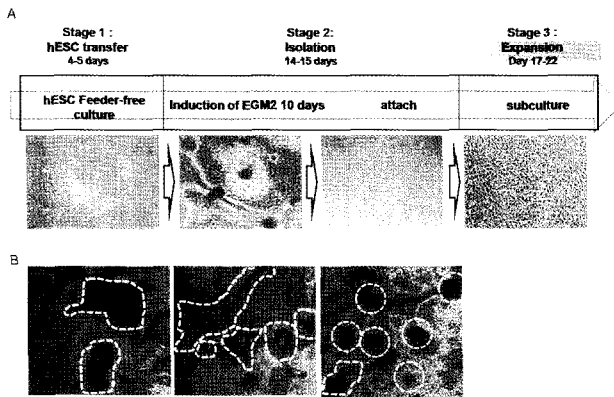 A
Stage 1 :
hESC transfer
4-5 days
Stage 2:
Isolation
14-15 days
Stage 3 :
Expansion
Day 17-22
hESC Feeder-free
culture
Induction of EGM2 10 days
attach
subculture
B